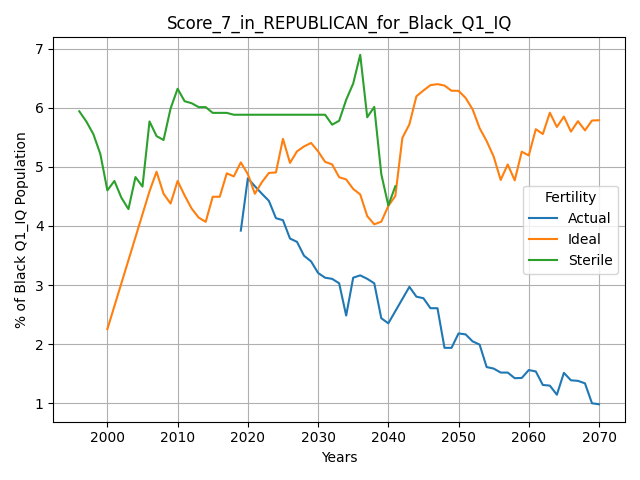 Score_7_in_REPUBLICAN_for_Black_Q1_IQ
% of Black Q1_IQ Population
7
6
5
4
3
2
1
Fertility
Actual
Ideal
Sterile
2000 2010 2020 2030 2040 2050 2060 2070
Years